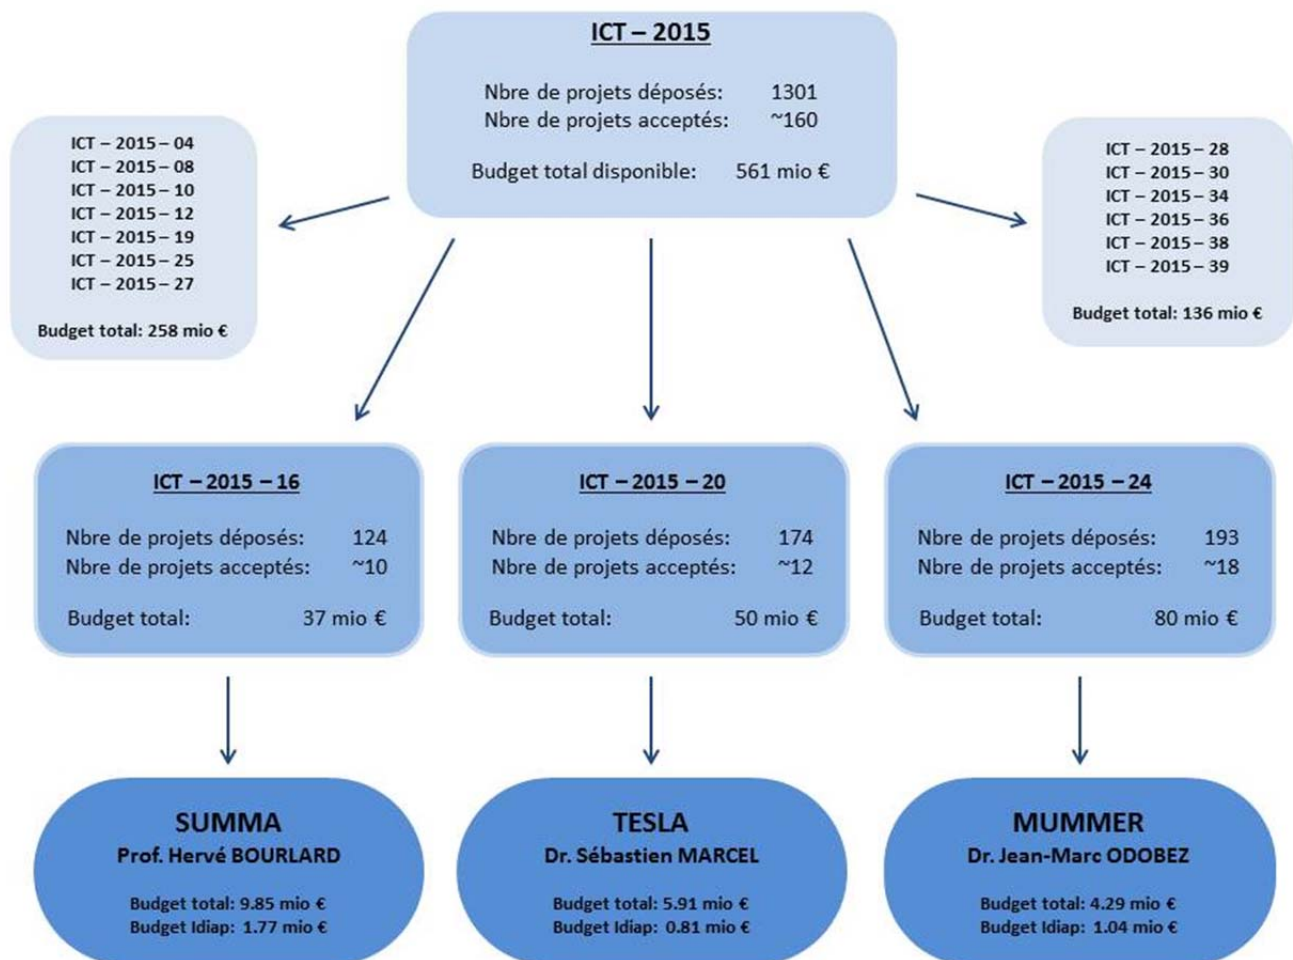 ICT – 2015
Nbre de projets déposés: 1301
Nbre de projets acceptés: ~160
Budget total disponible: 561 mio €
ICT – 2015 – 04
ICT – 2015 – 08
ICT – 2015 – 10
ICT – 2015 – 12
ICT – 2015 – 19
ICT – 2015 – 25
ICT – 2015 – 27
Budget total: 258 mio €
ICT – 2015 – 28
ICT – 2015 – 30
ICT – 2015 – 34
ICT – 2015 – 36
ICT – 2015 – 38
ICT – 2015 – 39
Budget total: 136 mio €
ICT – 2015 – 16
Nbre de projets déposés: 124
Nbre de projets acceptés: ~10
Budget total: 37 mio €
ICT – 2015 – 20
Nbre de projets déposés: 174
Nbre de projets acceptés: ~12
Budget total: 50 mio €
ICT – 2015 – 24
Nbre de projets déposés: 193
Nbre de projets acceptés: ~18
Budget total: 80 mio €
SUMMA
Prof. Hervé BOURLARD
Budget total: 9.85 mio €
Budget Idiap: 1.77 mio €
TESLA
Dr. Sébastien MARCEL
Budget total: 5.91 mio €
Budget Idiap: 0.81 mio €
MUMMER
Dr. Jean-Marc ODOBEZ
Budget total: 4.29 mio €
Budget Idiap: 1.04 mio €